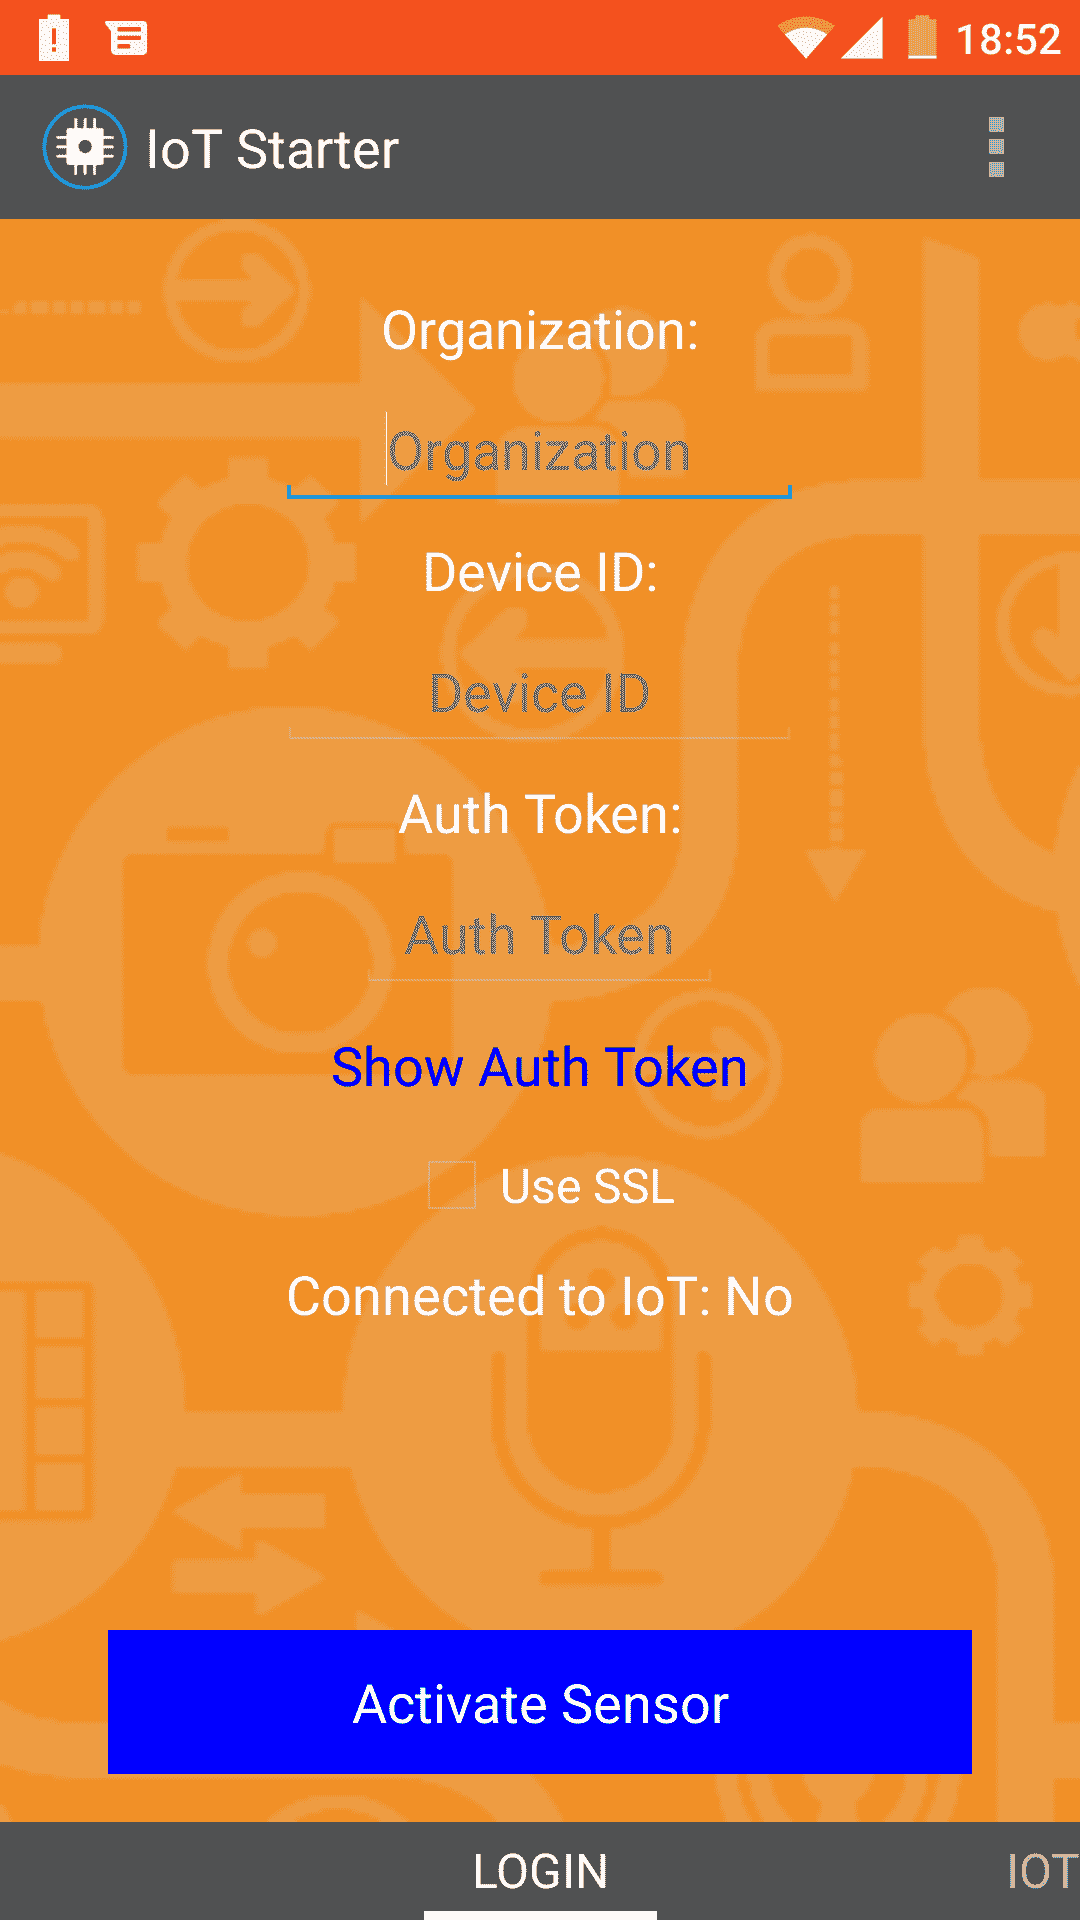 18:52
IoT Starter
Organization:
Organization
Device ID:
Device ID
Auth Token:
Auth Token
Show Auth Token
Use SSL
Connected to IoT: No
Activate Sensor
LOGIN
IOT